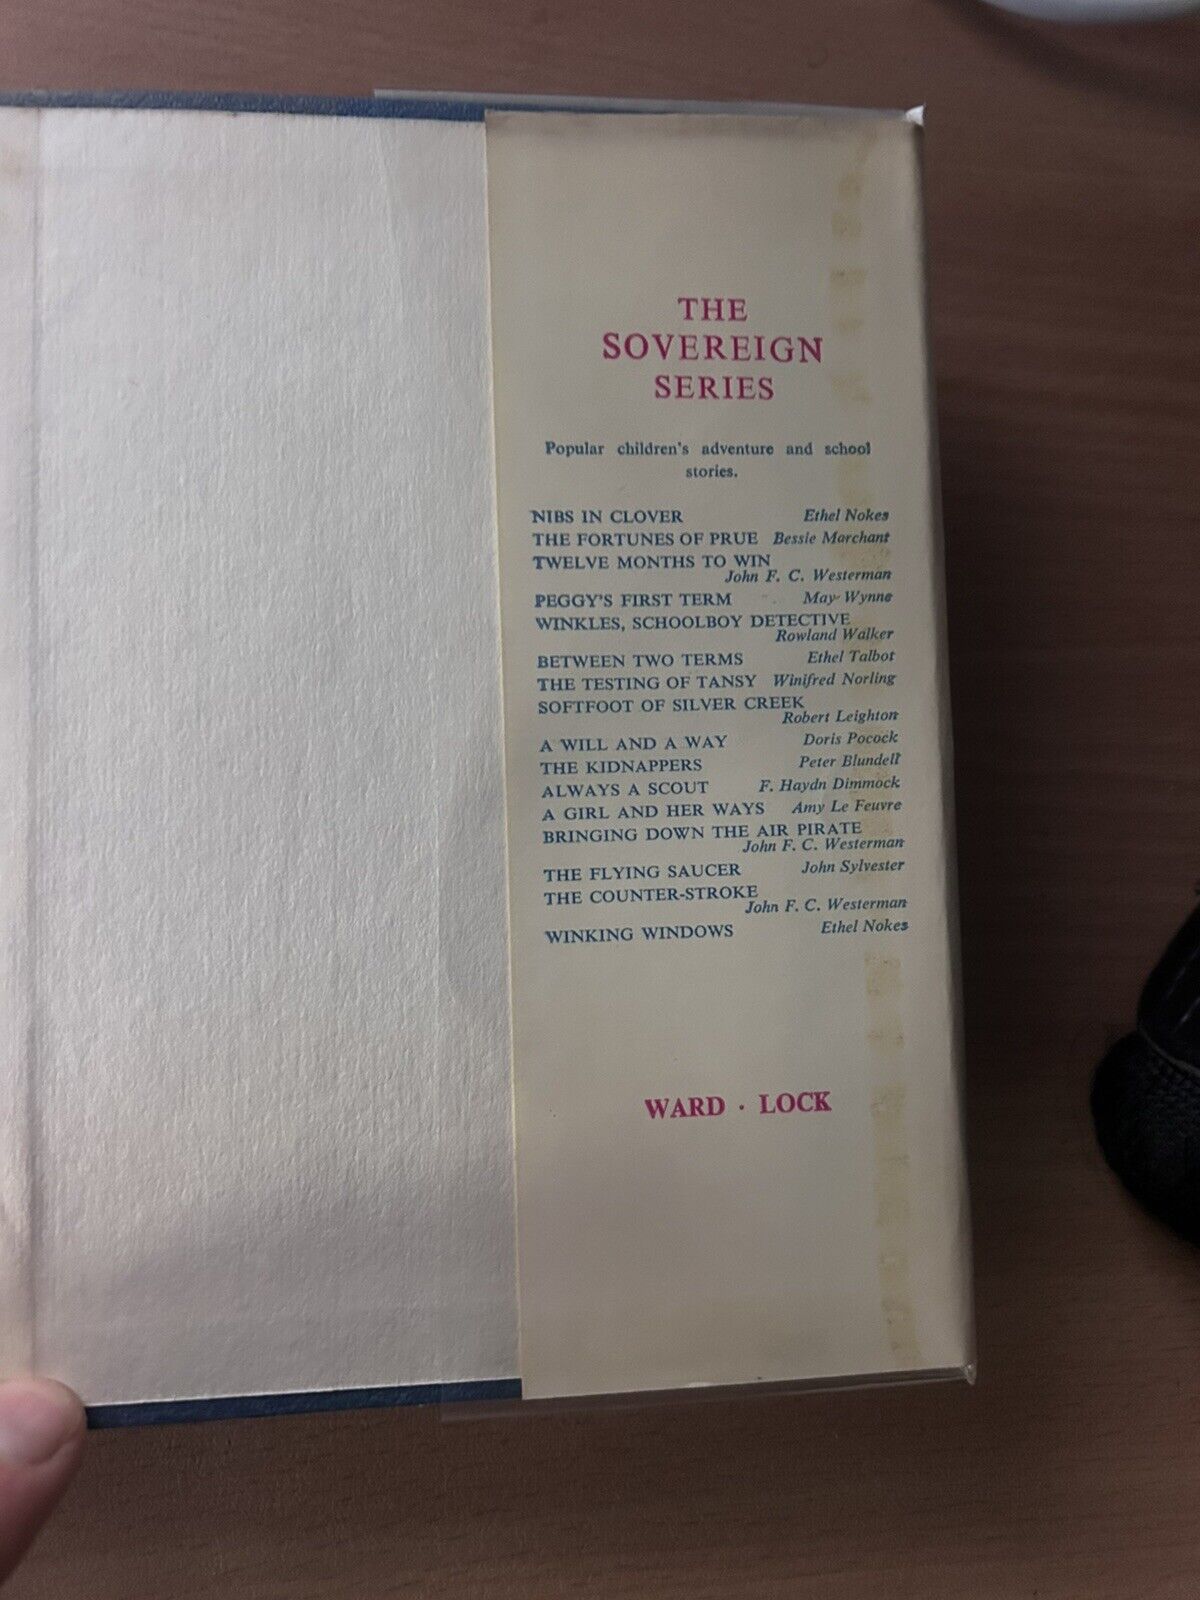 THE
SOVEREIGN
SERIES
Popular children's adventure and school
stories.
NIBS IN CLOVER Ethel Nokes
THE FORTUNES OF PRUE Bessie Marchant
TWELVE MONTHS TO WIN
John F. C. Westerman
PEGGY'S FIRST TERM May Wynne
WINKLES, SCHOOLBOY DETECTIVE
Rowland Walker
BETWEEN TWO TERMS Ethel Talbot
THE TESTING OF TANSY Winifred Norling
SOFTFOOT OF SILVER CREEK
Robert Leighton
A WILL AND A WAY Doris Pocock
THE KIDNAPPERS Peter Blundell
ALWAYS A SCOUT F. Haydn Dimmock
A GIRL AND HER WAYS Amy Le Feuvre
BRINGING DOWN THE AIR PIRATE
John F. C. Westerman
THE FLYING SAUCER John Sylvester
THE COUNTER-STROKE
John F. C. Westerman
WINKING WINDOWS Ethel Nokes
WARD · LOCK